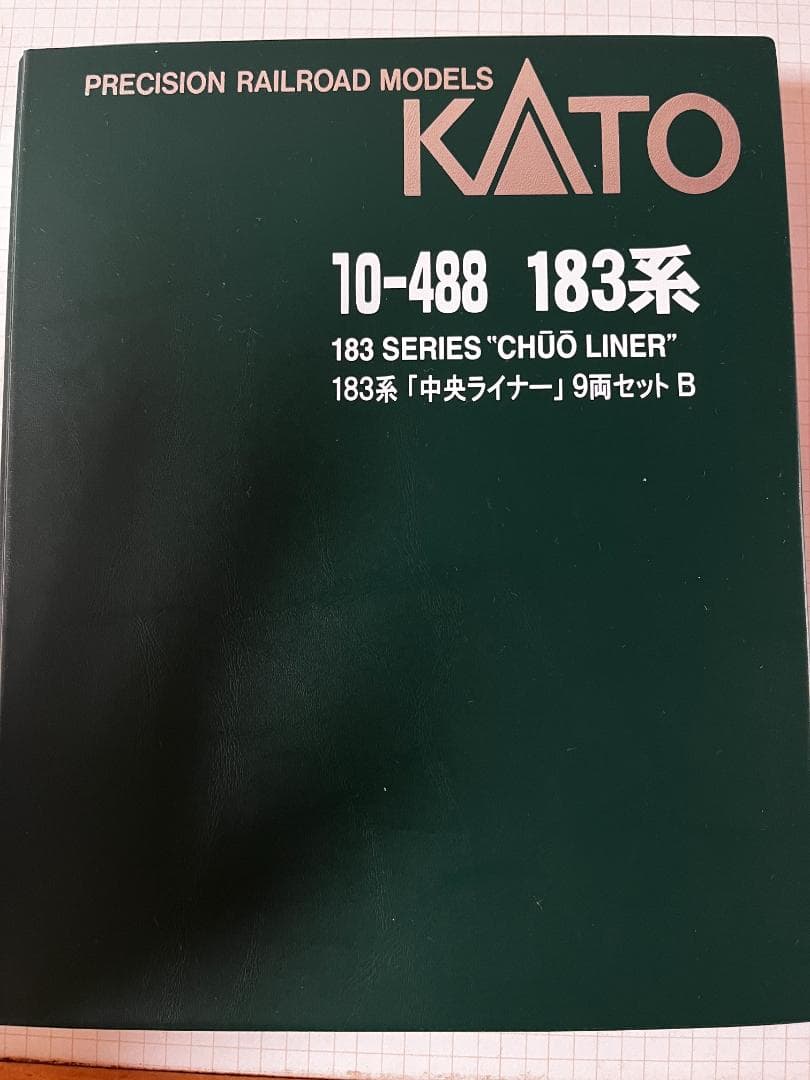 PRECISION RAILROAD MODELS
KATO
10-488 183系
183 SERIES "CHŪŌ LINER"
183系「中央ライナー」9両セット B